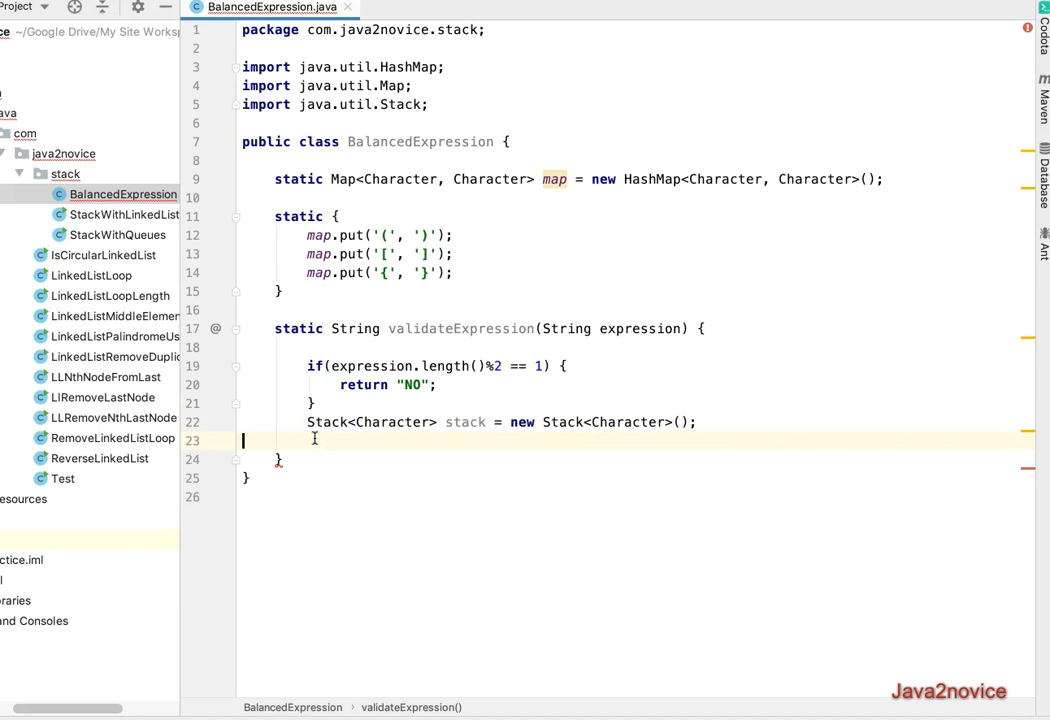 Project
BalancedExpression.java
ce ~/Google Drive/My Site Worksp
ava
com
java2novice
stack
BalancedExpression
StackWithLinkedList
StackWithQueues
IsCircularLinkedList
LinkedListLoop
LinkedListLoopLength
LinkedListMiddleElemen
LinkedListPalindromeUs
LinkedListRemoveDuplic
LLNthNodeFromLast
LlRemoveLastNode
LLRemoveNthLastNode
RemoveLinkedListLoop
ReverseLinkedList
Test
esources
ctice.iml
l
oraries
and Consoles
1 package com.java2novice.stack;
2
3 import java.util.HashMap;
4 import java.util.Map;
5 import java.util.Stack;
6
7 public class BalancedExpression {
8
9 static Map<Character, Character> map = new HashMap<Character, Character>();
10
11 static {
12 map.put('(', ')');
13 map.put('[', ']');
14 map.put('{', '}');
15 }
16
17 @ static String validateExpression(String expression) {
18
19 if(expression.length()%2 == 1) {
20 return "NO";
21 }
22 Stack<Character> stack = new Stack<Character>();
23
24 }
25 }
26
Codota
Maven
Database
Ant
Java2novice
BalancedExpression › validateExpression()